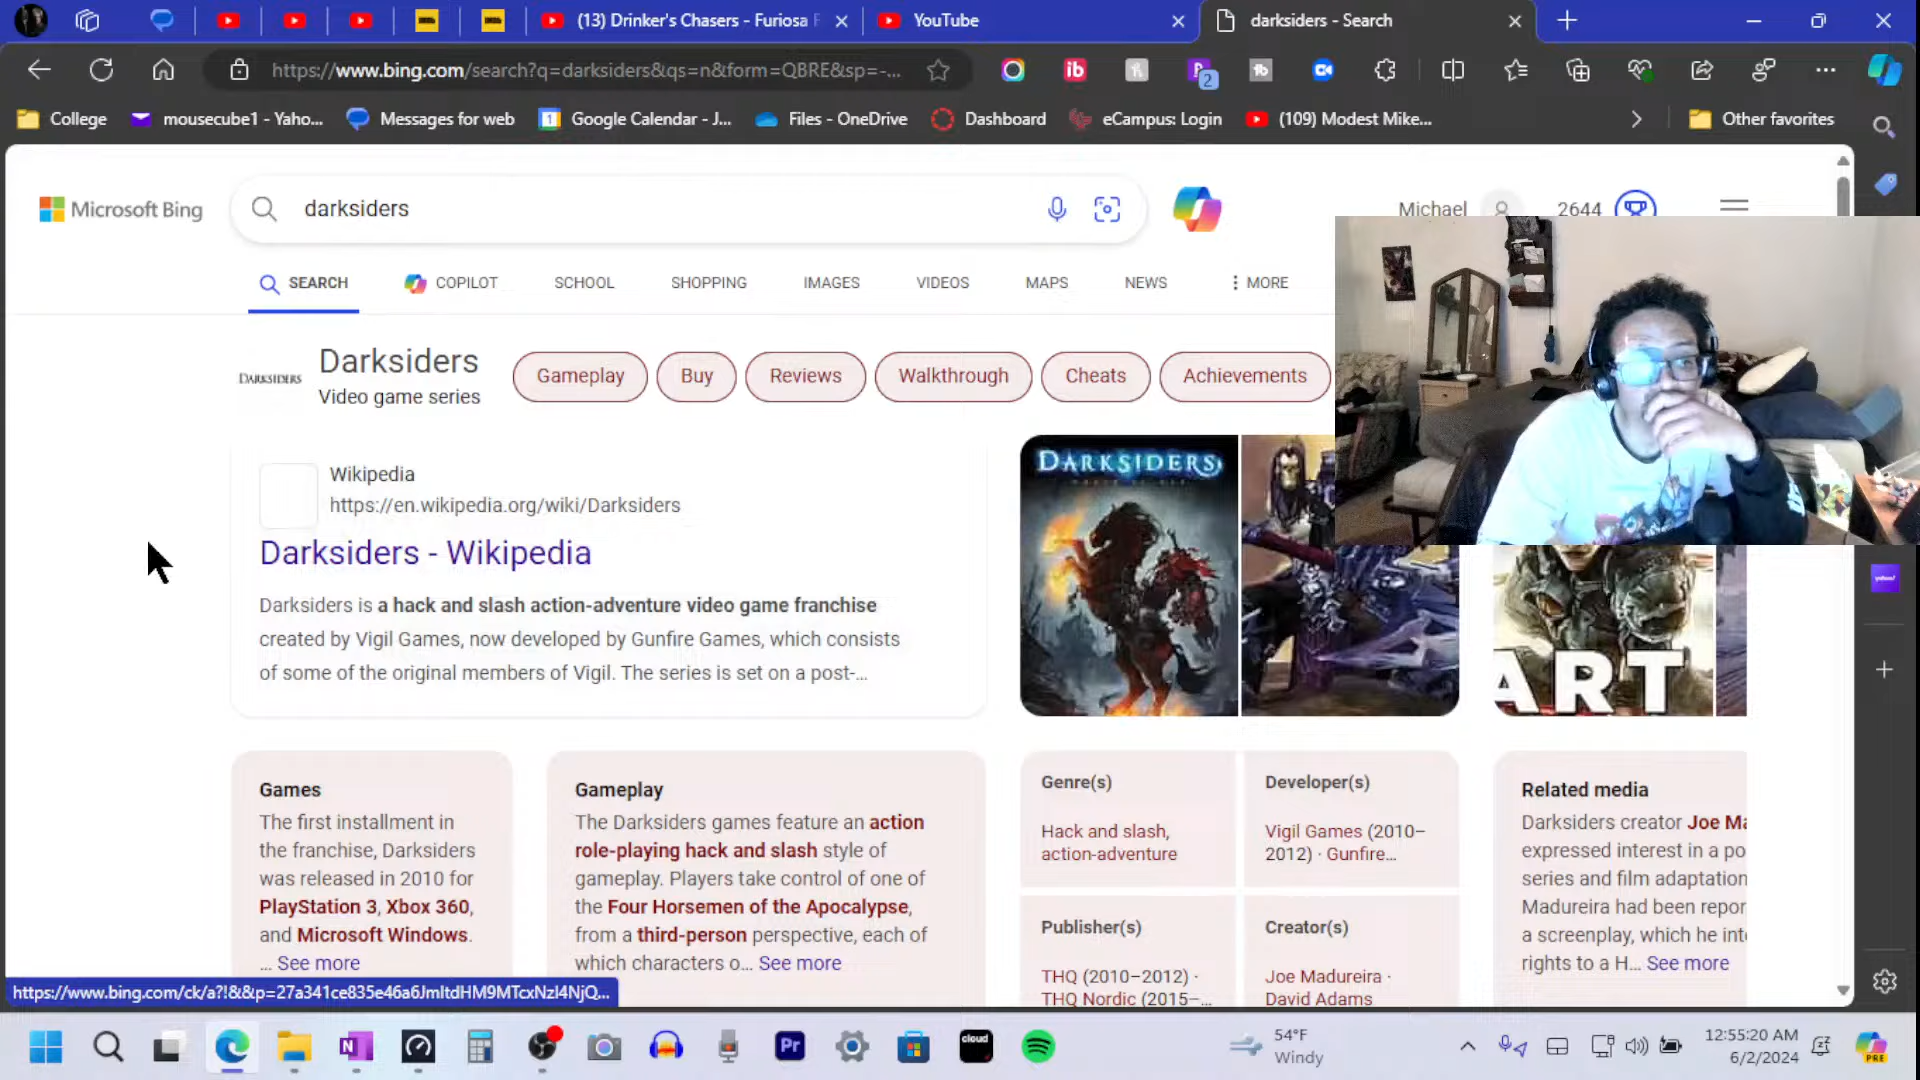 (13) Drinker's Chasers - Furiosa F
YouTube
darksiders - Search
https://www.bing.com/search?q=darksiders&qs=n&form=QBRE&sp=-...
2
College
mousecube1 - Yaho...
Messages for web
Google Calendar - J...
Files - OneDrive
Dashboard
eCampus: Login
(109) Modest Mike...
Other favorites
Microsoft Bing
darksiders
Michael
2644
SEARCH
COPILOT
SCHOOL
SHOPPING
IMAGES
VIDEOS
MAPS
NEWS
MORE
DARKSIDERS
Darksiders
Video game series
Gameplay
Buy
Reviews
Walkthrough
Cheats
Achievements
Wikipedia
https://en.wikipedia.org/wiki/Darksiders
Darksiders - Wikipedia
Darksiders is a hack and slash action-adventure video game franchise
created by Vigil Games, now developed by Gunfire Games, which consists
of some of the original members of Vigil. The series is set on a post-...
DARKSIDERS
ART
Games
The first installment in
the franchise, Darksiders
was released in 2010 for
PlayStation 3, Xbox 360,
and Microsoft Windows.
... See more
Gameplay
The Darksiders games feature an action
role-playing hack and slash style of
gameplay. Players take control of one of
the Four Horsemen of the Apocalypse,
from a third-person perspective, each of
which characters o... See more
Genre(s)
Hack and slash,
action-adventure
Developer(s)
Vigil Games (2010–
2012) · Gunfire...
Publisher(s)
THQ (2010–2012) ·
THQ Nordic (2015–...
Creator(s)
Joe Madureira ·
David Adams
Related media
Darksiders creator Joe Ma
expressed interest in a po
series and film adaptation
Madureira had been repor
a screenplay, which he int
rights to a H... See more
https://www.bing.com/ck/a?!&&p=27a341ce835e46a6JmltdHM9MTcxNzI4NjQ...
Pr
cloud
54°F
Windy
12:55:20 AM
6/2/2024
PRE